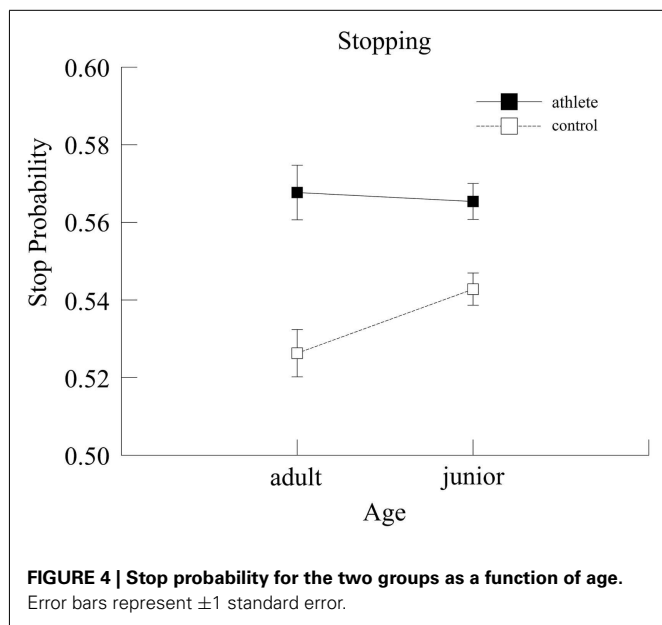 Stopping
0.60
athlete
control
0.58
0.56
0.54
0.52
0.50
Stop Probability
adult
junior
Age
FIGURE 4 | Stop probability for the two groups as a function of age.
Error bars represent ±1 standard error.